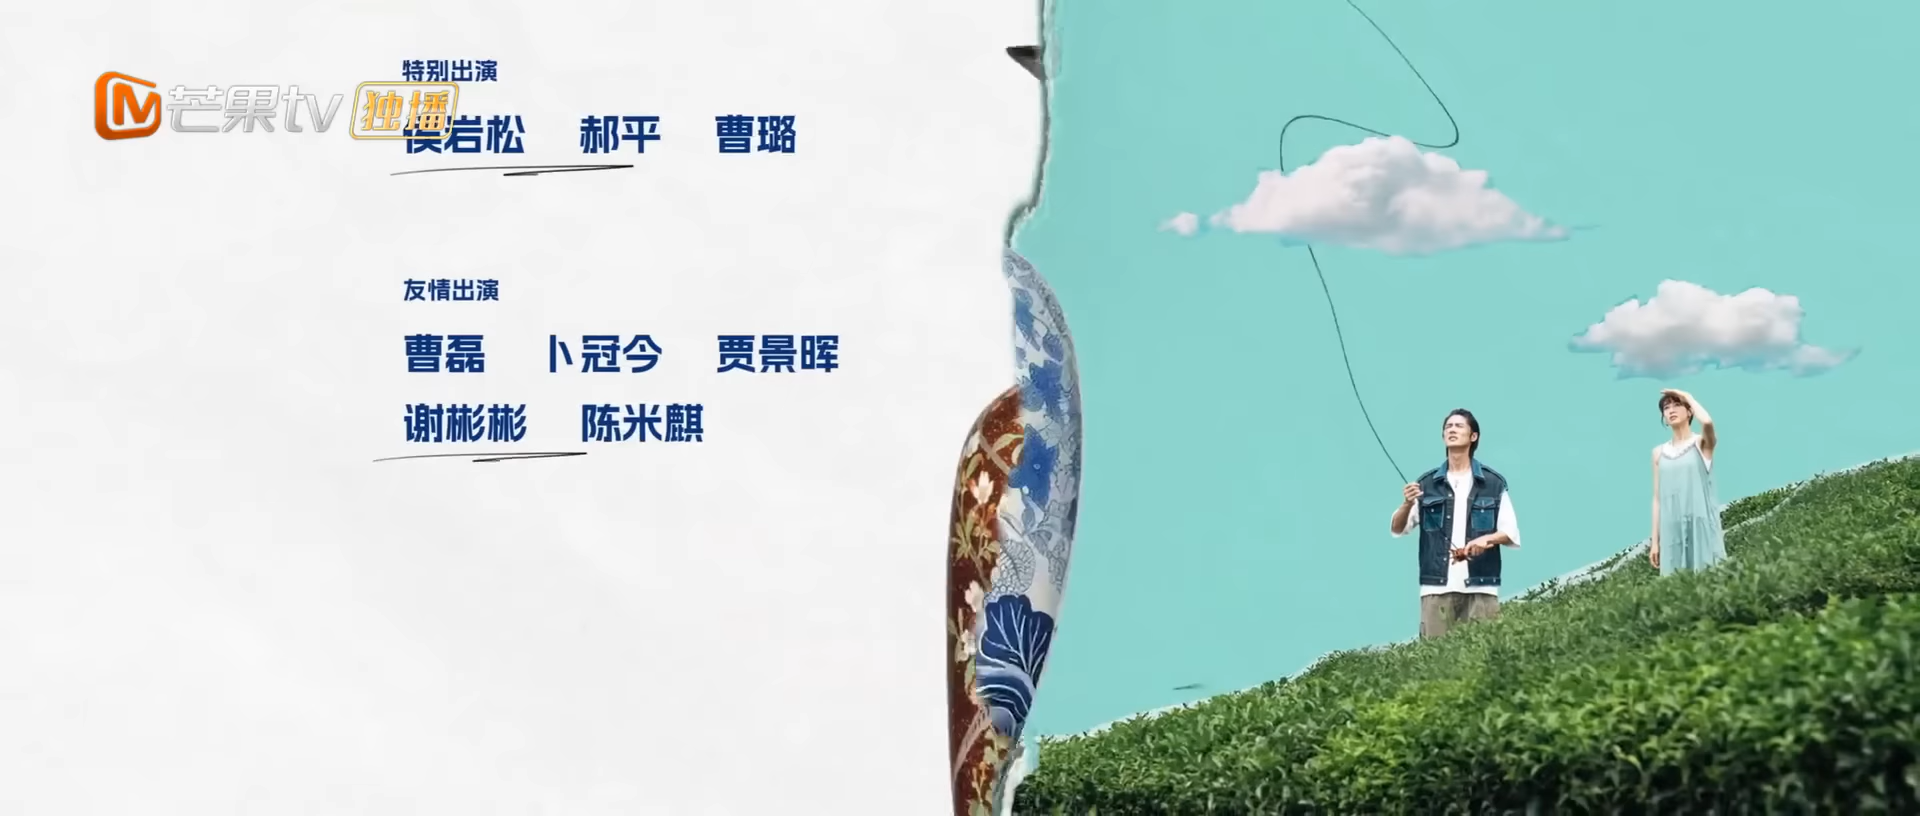 特别出演
芒果tv 独播
侯岩松 郝平 曹璐
友情出演
曹磊 卜冠今 贾景晖
谢彬彬 陈米麒